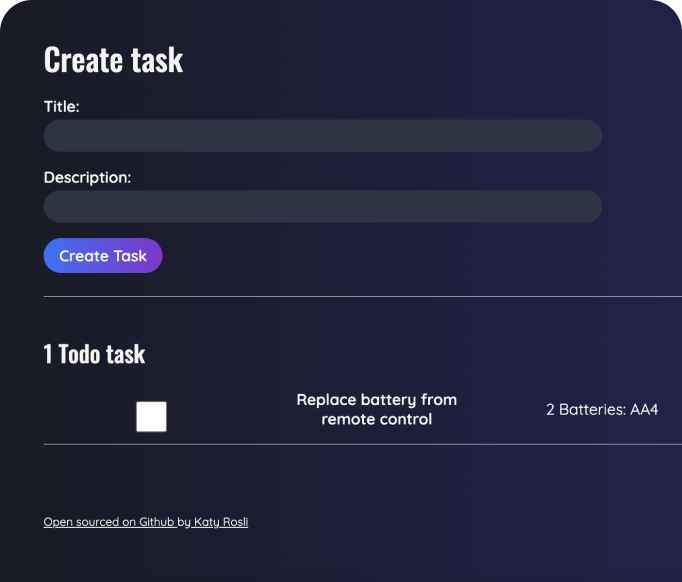 Create task
Title:
Description:
Create Task
1 Todo task
Replace battery from
remote control
2 Batteries: AA4
Open sourced on Github by Katy Rosli